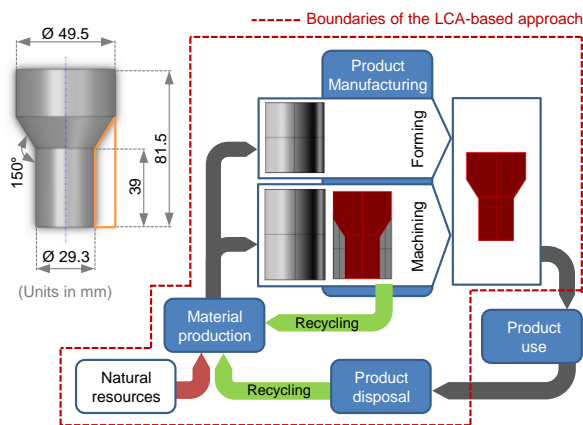 Boundaries of the LCA-based approach
Ø 49.5
150°
39
81.5
Ø 29.3
(Units in mm)
Product
Manufacturing
Forming
Machining
Recycling
Material
production
Product
use
Natural
resources
Recycling
Product
disposal